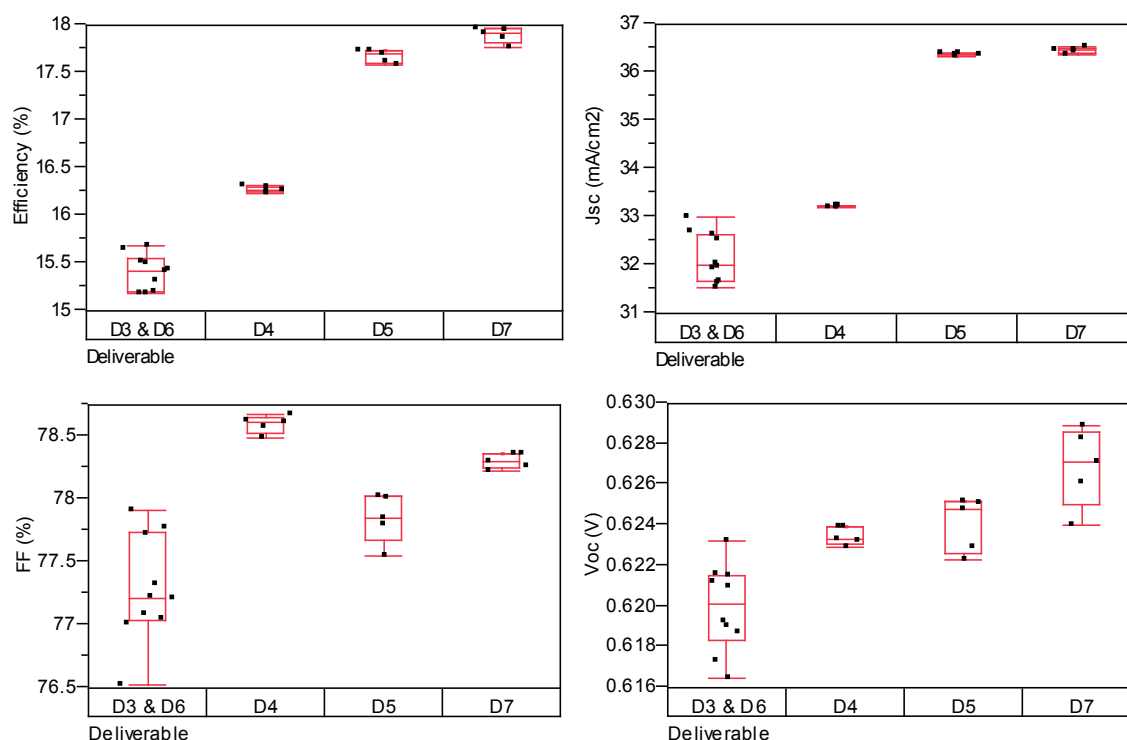 Efficiency (%)
18
17.5
17
16.5
16
15.5
15
D3 & D6 D4 D5 D7
Deliverable
Jsc (mA/cm2)
37
36
35
34
33
32
31
D3 & D6 D4 D5 D7
Deliverable
FF (%)
78.5
78
77.5
77
76.5
D3 & D6 D4 D5 D7
Deliverable
Voc (V)
0.630
0.628
0.626
0.624
0.622
0.620
0.618
0.616
D3 & D6 D4 D5 D7
Deliverable